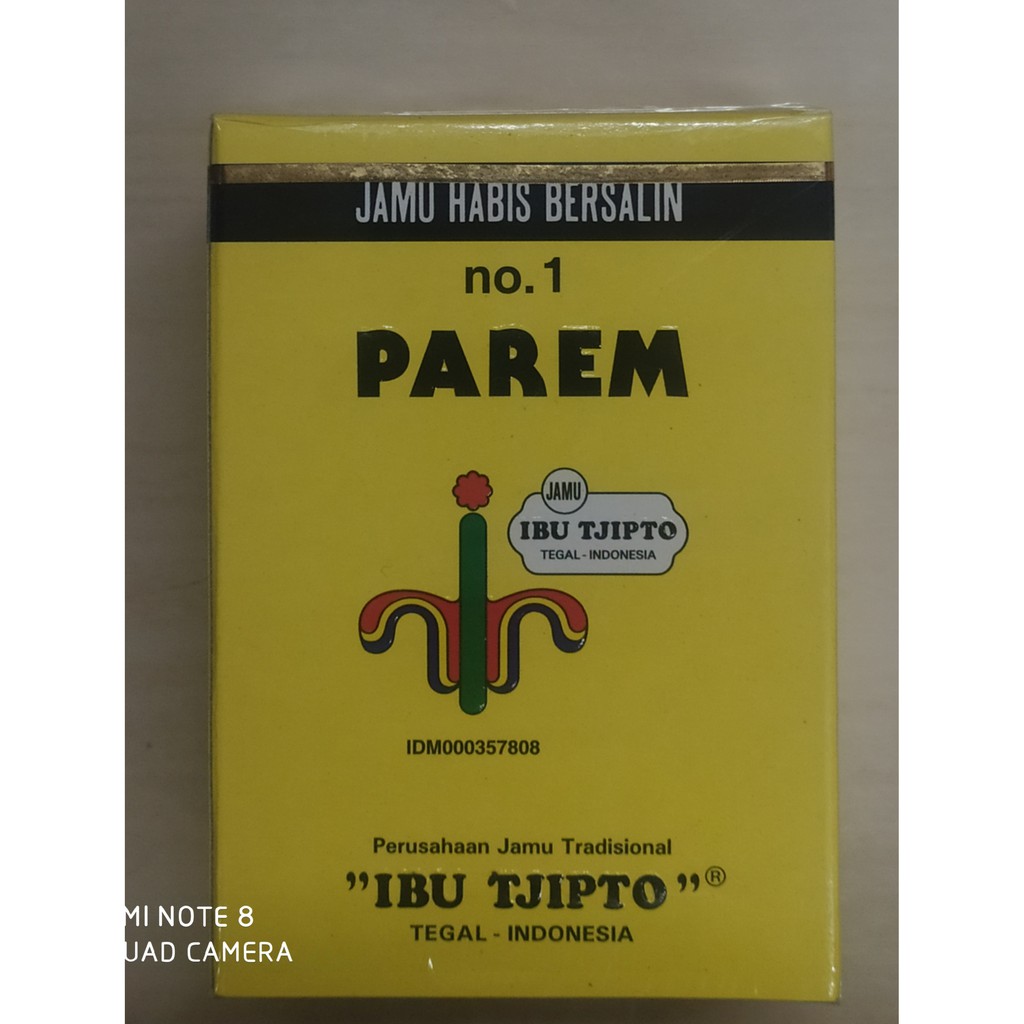 JAMU HABIS BERSALIN
no. 1
PAREM
JAMU
IBU TJIPTO
TEGAL - INDONESIA
IDM000357808
Perusahaan Jamu Tradisional
"IBU TJIPTO"®
TEGAL - INDONESIA
MI NOTE 8
UAD CAMERA